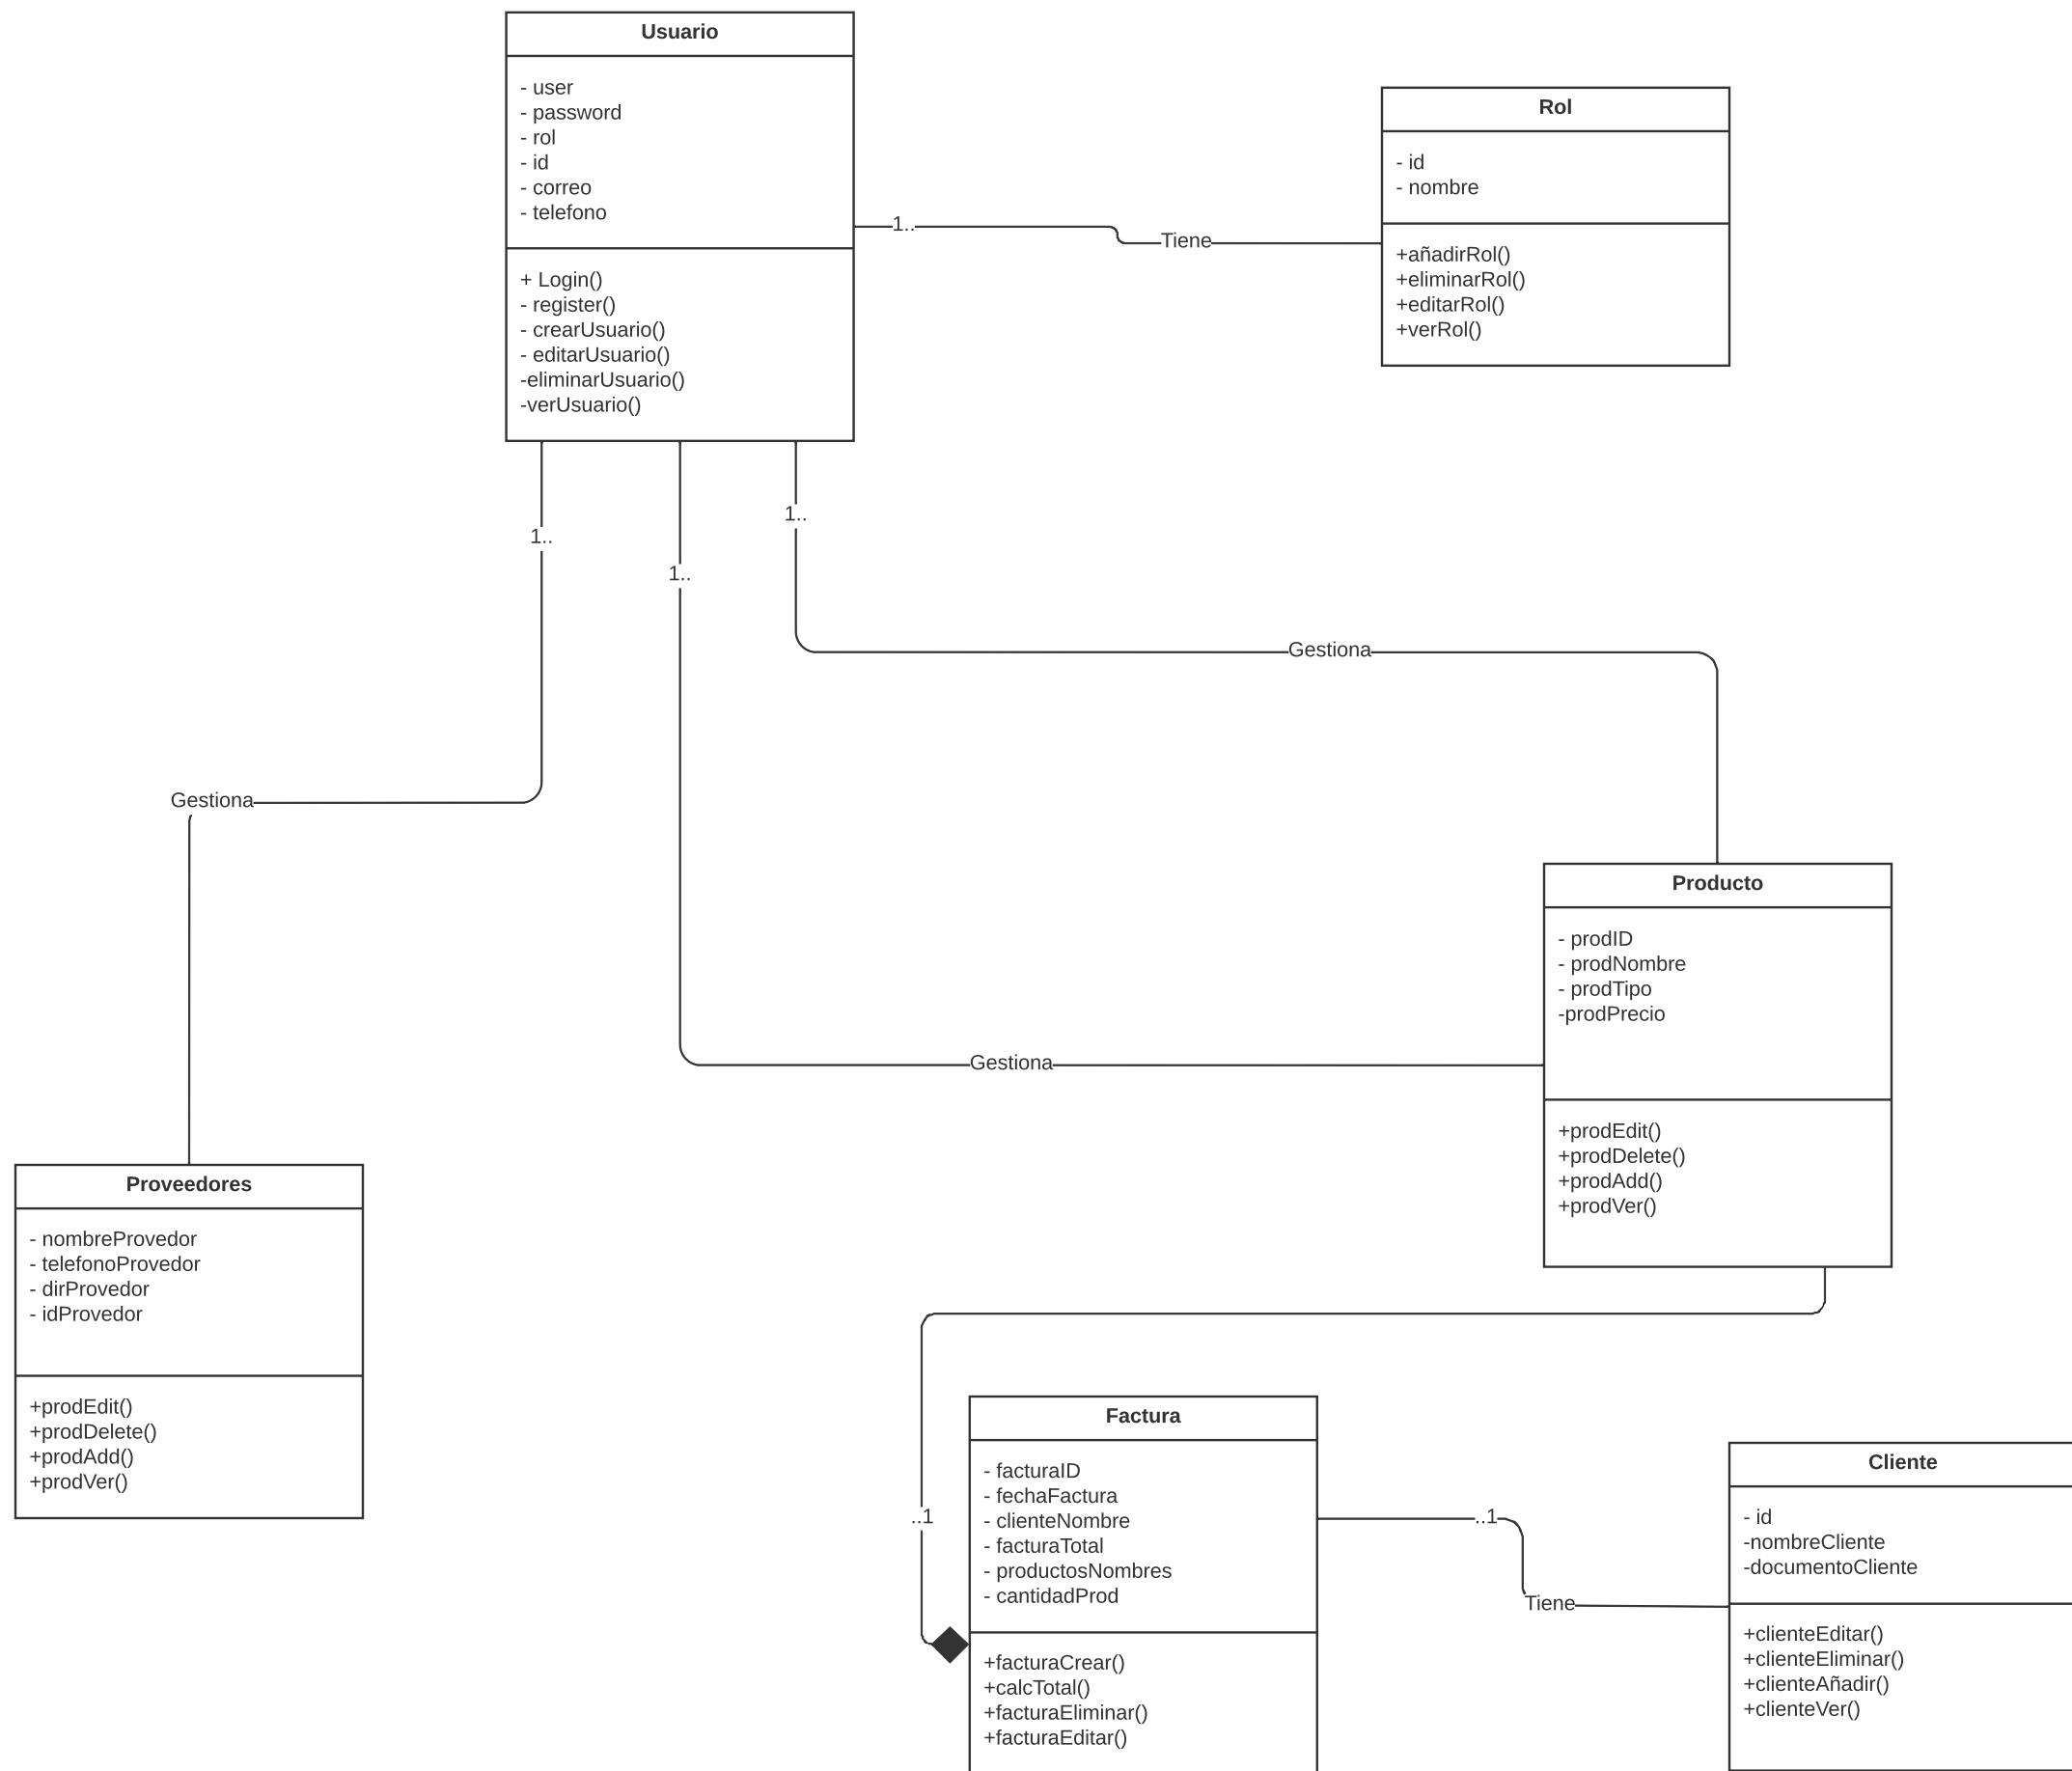 Usuario
- user
- password
- rol
- id
- correo
- telefono
+ Login()
- register()
- crearUsuario()
- editarUsuario()
-eliminarUsuario()
-verUsuario()
1..
Tiene
Rol
- id
- nombre
+añadirRol()
+eliminarRol()
+editarRol()
+verRol()
1..
1..
1..
Gestiona
Gestiona
Gestiona
Producto
- prodID
- prodNombre
- prodTipo
-prodPrecio
+prodEdit()
+prodDelete()
+prodAdd()
+prodVer()
Proveedores
- nombreProvedor
- telefonoProvedor
- dirProvedor
- idProvedor
+prodEdit()
+prodDelete()
+prodAdd()
+prodVer()
..1
Factura
- facturaID
- fechaFactura
- clienteNombre
- facturaTotal
- productosNombres
- cantidadProd
+facturaCrear()
+calcTotal()
+facturaEliminar()
+facturaEditar()
..1
Tiene
Cliente
- id
-nombreCliente
-documentoCliente
+clienteEditar()
+clienteEliminar()
+clienteAñadir()
+clienteVer()